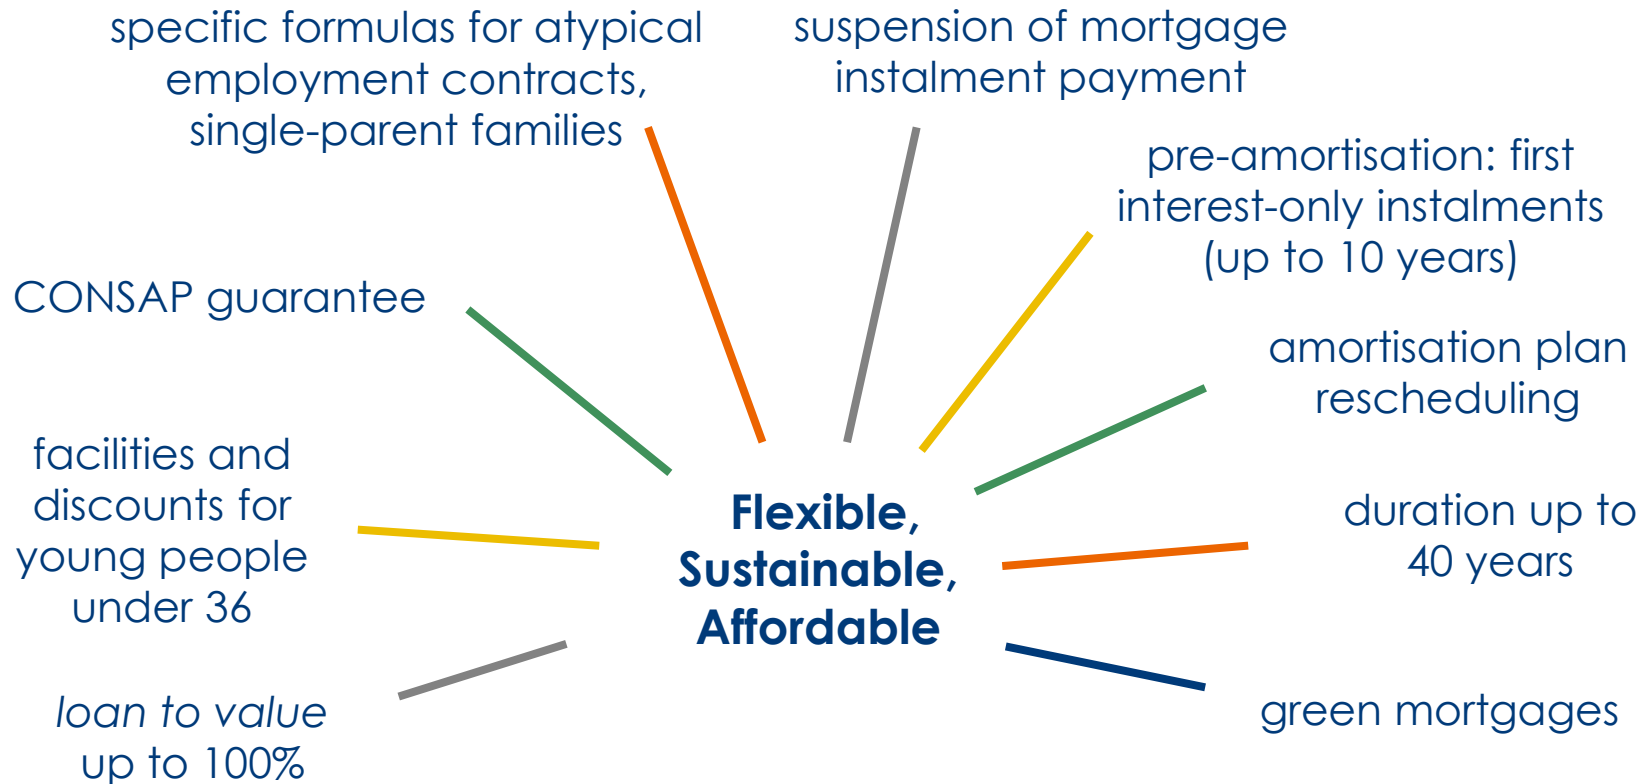 specific formulas for atypical
employment contracts,
single-parent families
suspension of mortgage
instalment payment
pre-amortisation: first
interest-only instalments
(up to 10 years)
CONSAP guarantee
amortisation plan
rescheduling
facilities and
discounts for
young people
under 36
Flexible,
Sustainable,
Affordable
duration up to
40 years
loan to value
up to 100%
green mortgages